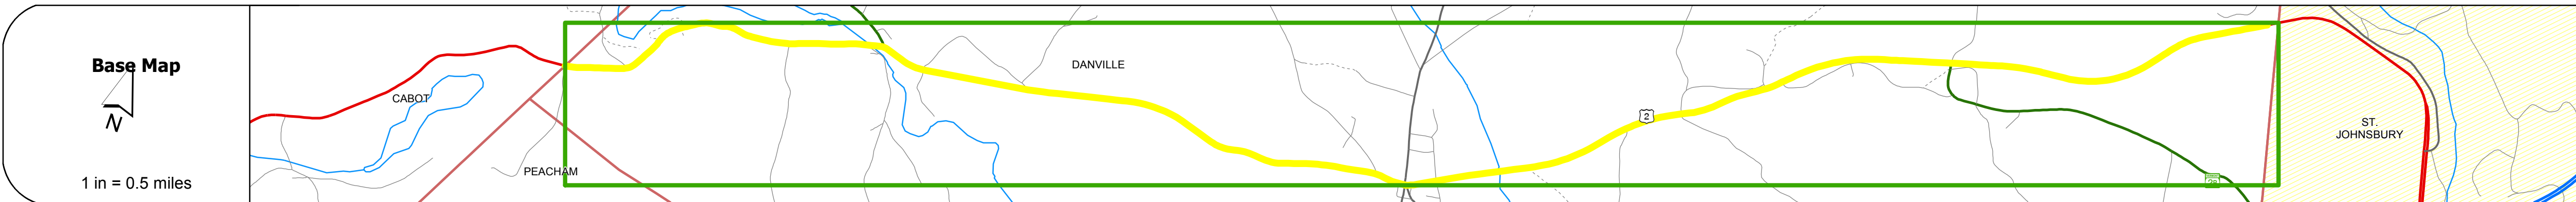 Base Map
N
1 in = 0.5 miles
CABOT
PEACHAM
DANVILLE
2
ST.
JOHNSBURY